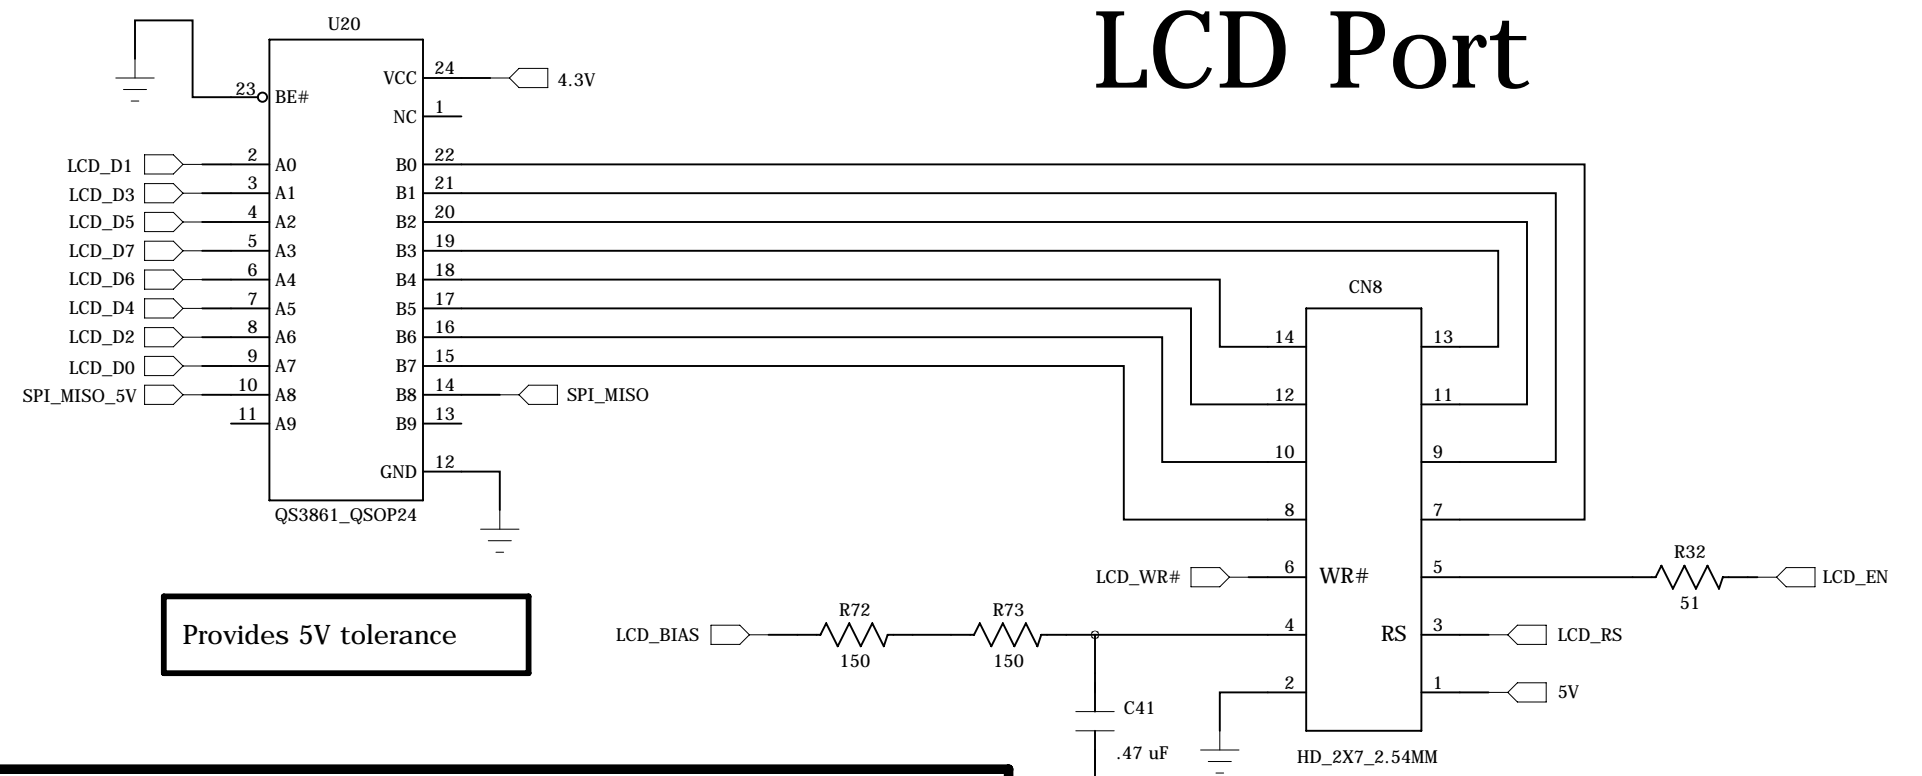 LCD Port
U20
23
BE#
VCC
24
4.3V
NC
1
LCD_D1
2
A0
B0
22
LCD_D3
3
A1
B1
21
LCD_D5
4
A2
B2
20
LCD_D7
5
A3
B3
19
LCD_D6
6
A4
B4
18
LCD_D4
7
A5
B5
17
LCD_D2
8
A6
B6
16
LCD_D0
9
A7
B7
15
SPI_MISO_5V
10
A8
B8
14
SPI_MISO
11
A9
B9
13
GND
12
QS3861_QSOP24
CN8
14
13
12
11
10
9
8
7
LCD_WR#
6
WR#
5
R32
51
LCD_EN
LCD_BIAS
R72
150
R73
150
4
RS
3
LCD_RS
2
1
5V
C41
.47 uF
HD_2X7_2.54MM
Provides 5V tolerance